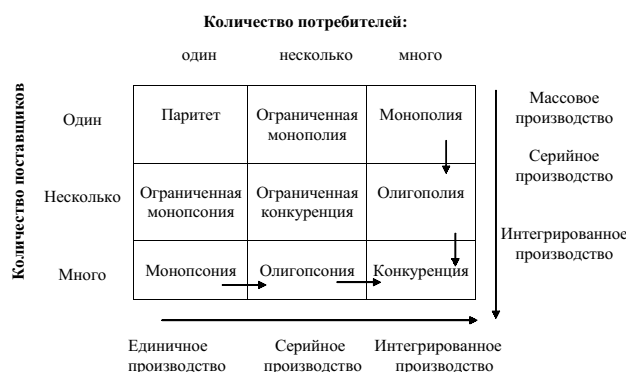 Количество потребителей:
один несколько много
Количество поставщиков
Один
Паритет
Ограниченная
монополия
Монополия
Несколько
Ограниченная
монопсония
Ограниченная
конкуренция
Олигополия
Много
Монопсония
Олигопсония
Конкуренция
Массовое
производство
Серийное
производство
Интегрированное
производство
Единичное
производство
Серийное
производство
Интегрированное
производство